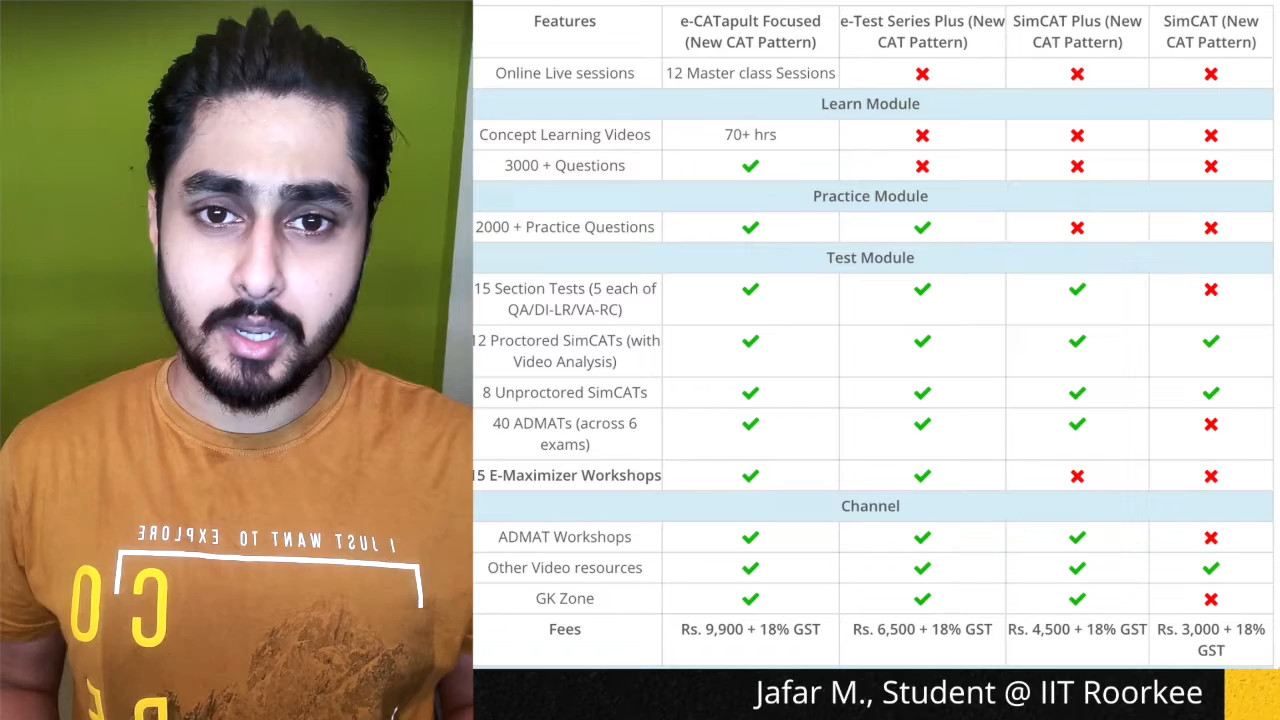 Features e-CATapult Focused (New CAT Pattern) e-Test Series Plus (New CAT Pattern) SimCAT Plus (New CAT Pattern) SimCAT (New CAT Pattern)
Online Live sessions 12 Master class Sessions ✖ ✖ ✖
Learn Module
Concept Learning Videos 70+ hrs ✖ ✖ ✖
3000 + Questions ✔ ✖ ✖ ✖
Practice Module
2000 + Practice Questions ✔ ✔ ✖ ✖
Test Module
15 Section Tests (5 each of QA/DI-LR/VA-RC) ✔ ✔ ✔ ✖
12 Proctored SimCATs (with Video Analysis) ✔ ✔ ✔ ✔
8 Unproctored SimCATs ✔ ✔ ✔ ✔
40 ADMATs (across 6 exams) ✔ ✔ ✔ ✖
15 E-Maximizer Workshops ✔ ✔ ✖ ✖
Channel
ADMAT Workshops ✔ ✔ ✔ ✖
Other Video resources ✔ ✔ ✔ ✔
GK Zone ✔ ✔ ✔ ✖
Fees Rs. 9,900 + 18% GST Rs. 6,500 + 18% GST Rs. 4,500 + 18% GST Rs. 3,000 + 18% GST
I JUST WANT TO EXPLORE
CO
Jafar M., Student @ IIT Roorkee